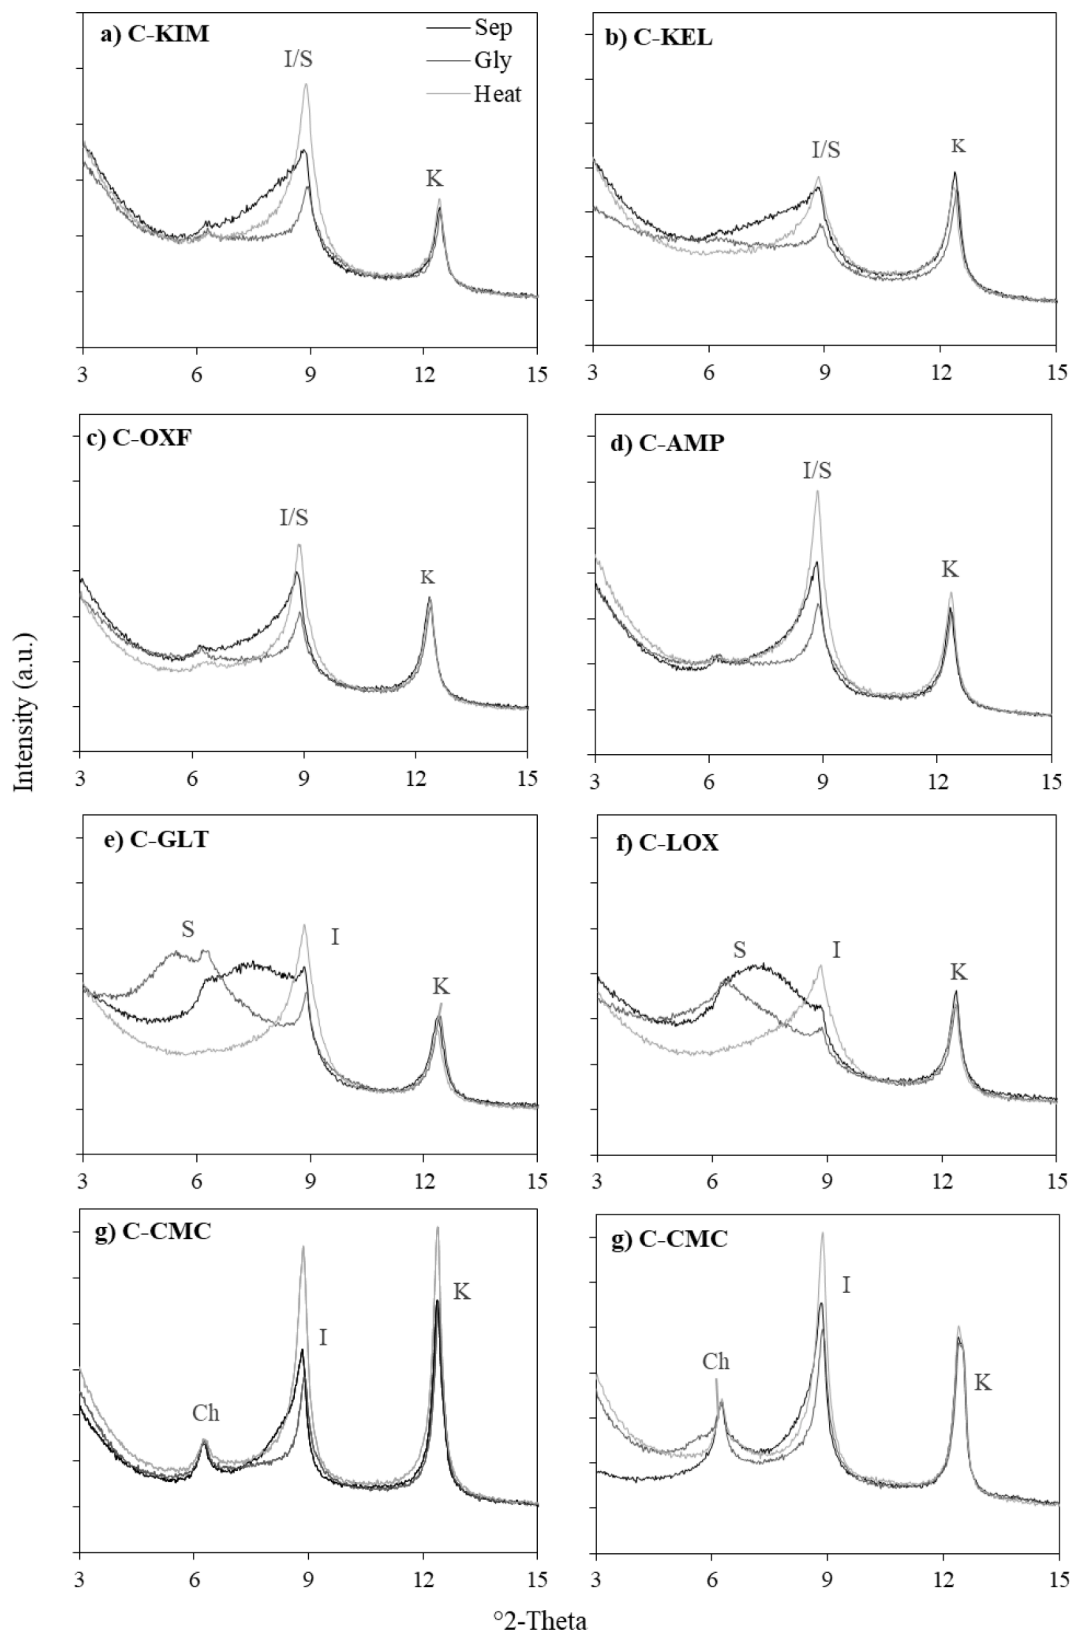 a) C-KIM
Sep
Gly
Heat
I/S
K
3 6 9 12 15
b) C-KEL
I/S
K
3 6 9 12 15
c) C-OXF
I/S
K
3 6 9 12 15
d) C-AMP
I/S
K
3 6 9 12 15
Intensity (a.u.)
e) C-GLT
S
I
K
3 6 9 12 15
f) C-LOX
S
I
K
3 6 9 12 15
g) C-CMC
Ch
I
K
3 6 9 12 15
g) C-CMC
Ch
I
K
3 6 9 12 15
°2-Theta